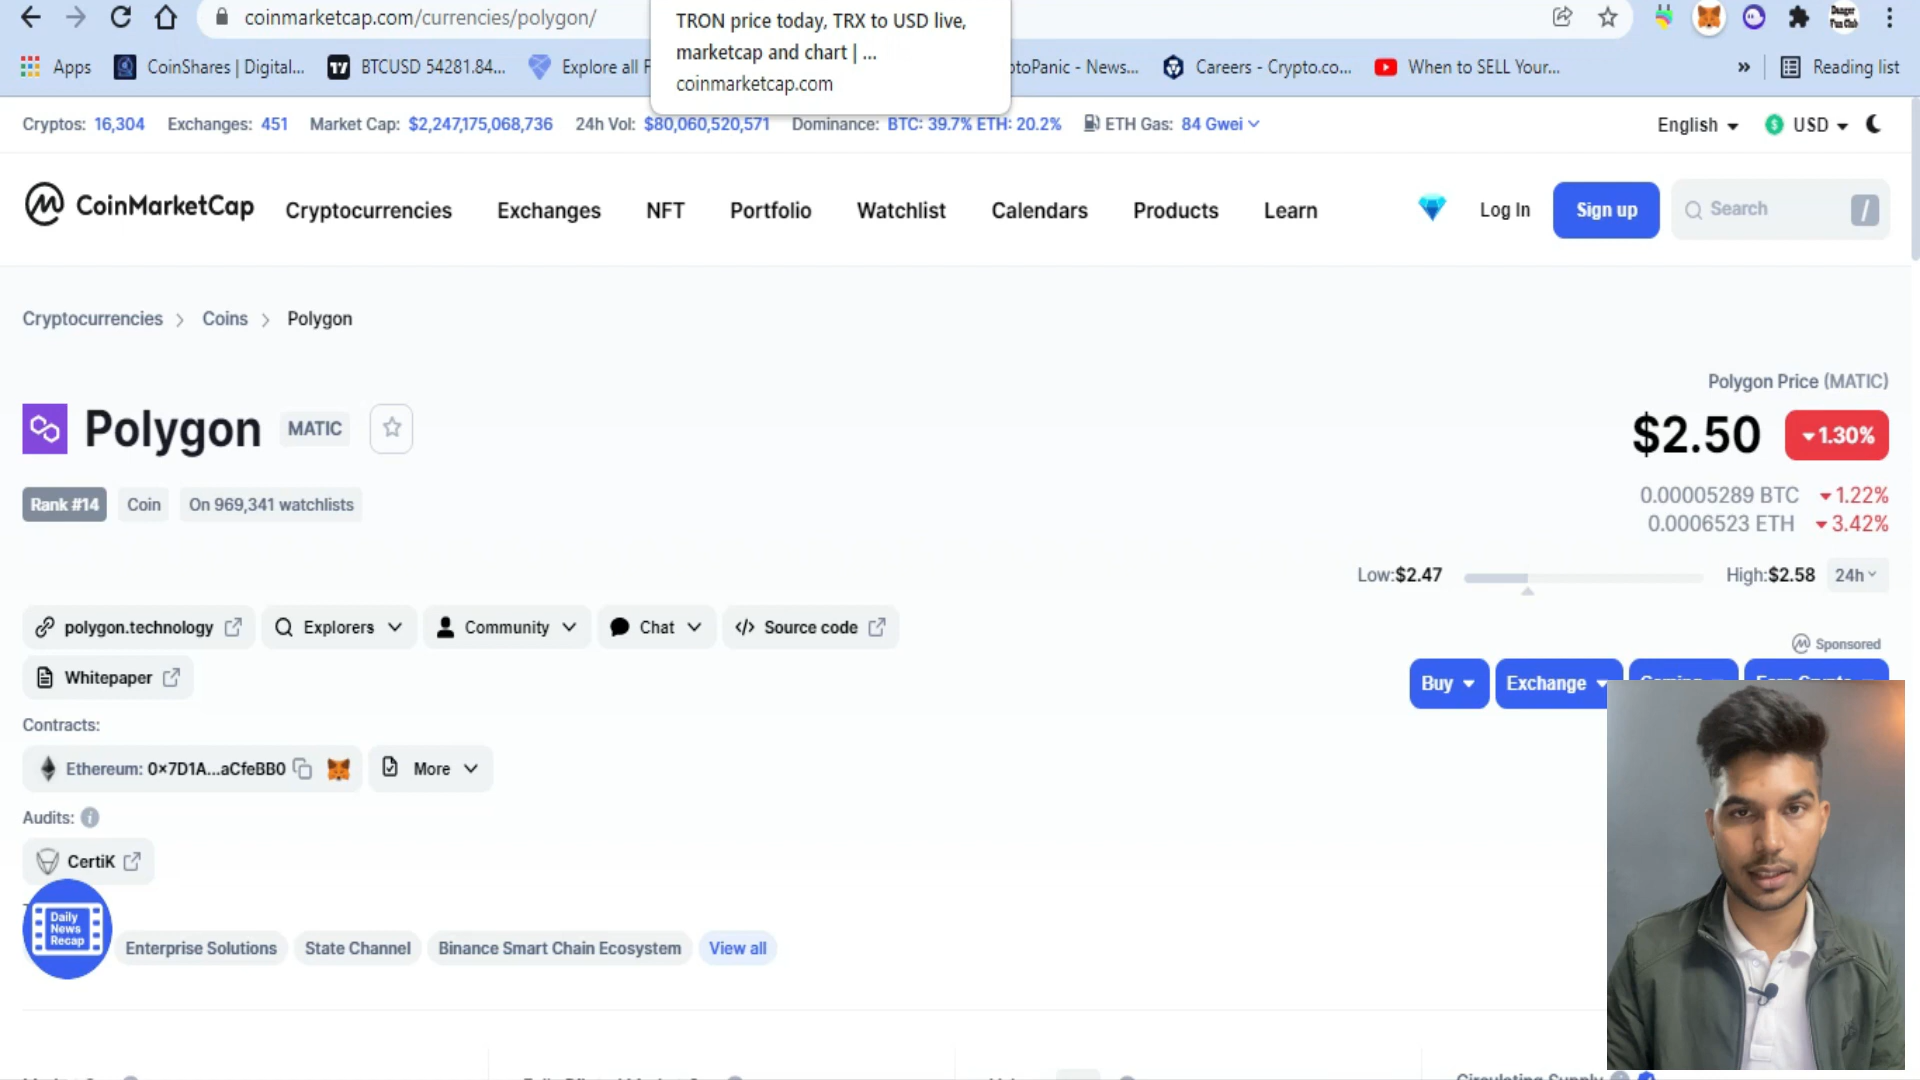 coinmarketcap.com/currencies/polygon/
TRON price today, TRX to USD live,
marketcap and chart | ...
coinmarketcap.com
Danger
Fun Club
Apps
CoinShares | Digital...
BTCUSD 54281.84...
Explore all
News...
Careers - Crypto.co...
When to SELL Your...
»
Reading list
Cryptos: 16,304
Exchanges: 451
Market Cap: $2,247,175,068,736
24h Vol: $80,060,520,571
Dominance: BTC: 39.7% ETH: 20.2%
ETH Gas: 84 Gwei
English
USD
CoinMarketCap
Cryptocurrencies
Exchanges
NFT
Portfolio
Watchlist
Calendars
Products
Learn
Log In
Sign up
Search
/
Cryptocurrencies > Coins > Polygon
Polygon
MATIC
Polygon Price (MATIC)
$2.50
1.30%
Rank #14
Coin
On 969,341 watchlists
0.00005289 BTC 1.22%
0.0006523 ETH 3.42%
Low:$2.47
High:$2.58
24h
polygon.technology
Explorers
Community
Chat
</> Source code
Whitepaper
Sponsored
Buy
Exchange
Contracts:
Ethereum: 0x7D1A...aCfeBB0
More
Audits:
CertiK
Daily
News
Recap
Enterprise Solutions
State Channel
Binance Smart Chain Ecosystem
View all
Circulating Supply